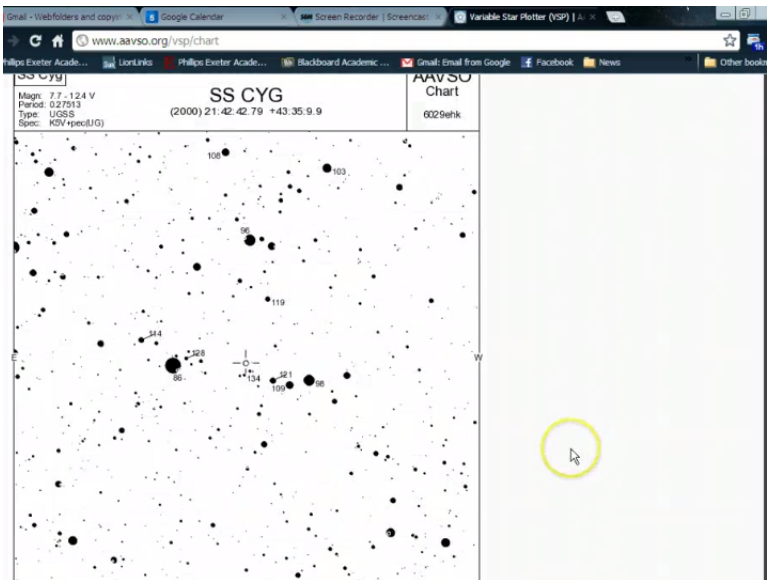 Gmail - Webfolders and copyri
Google Calendar
Screen Recorder | Screencast
Variable Star Plotter (VSP) | A
www.aavso.org/vsp/chart
hillips Exeter Acade...
LionLinks
Phillips Exeter Acade...
Blackboard Academic ...
Gmail: Email from Google
Facebook
News
Other bookm
SS Cyg
Magn: 7.7 - 12.4 V
Period: 0.27513
Type: UGSS
Spec: K5V+pec(UG)
SS CYG
(2000) 21:42:42.79 +43:35:9.9
AAVSO
Chart
6029ehk
108
103
96
119
114
128
E
W
86
134
121
109
98